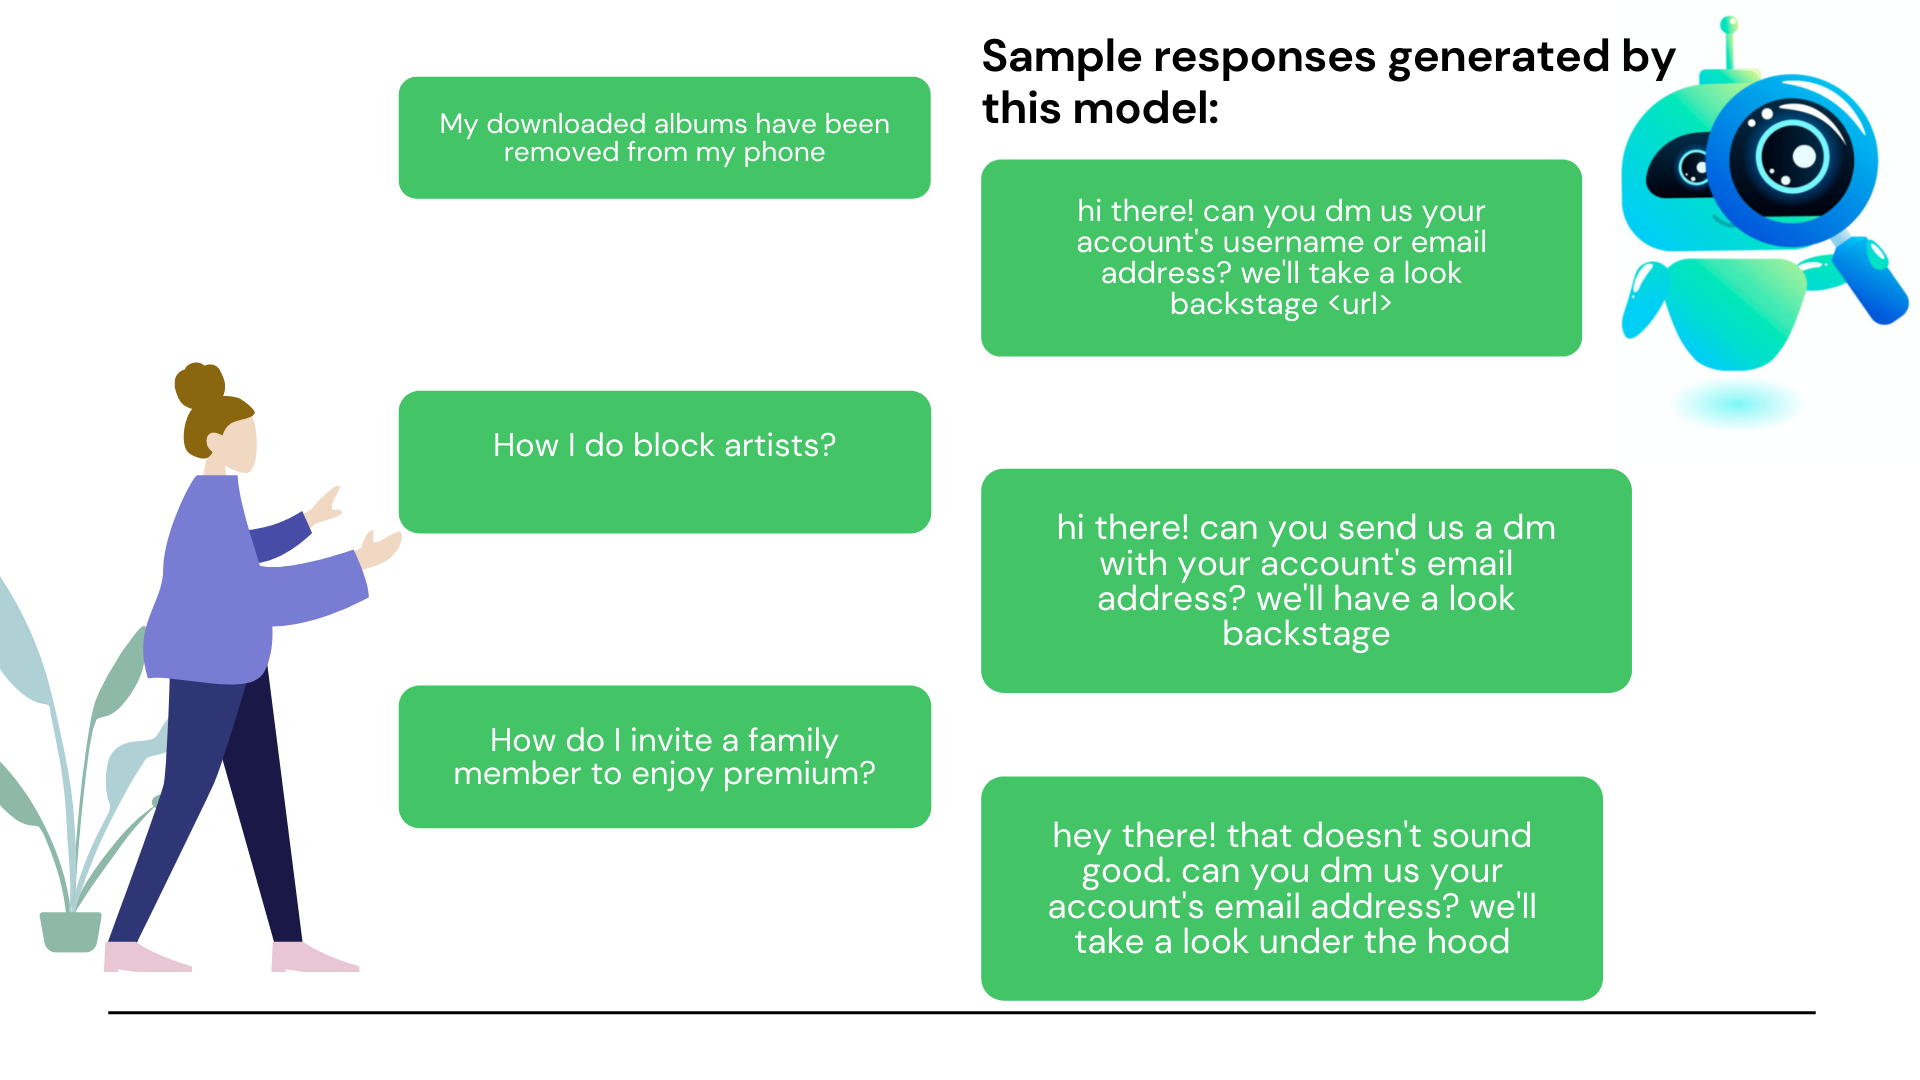 Sample responses generated by
this model:
My downloaded albums have been
removed from my phone
hi there! can you dm us your
account's username or email
address? we'll take a look
backstage <url>
How I do block artists?
hi there! can you send us a dm
with your account's email
address? we'll have a look
backstage
How do I invite a family
member to enjoy premium?
hey there! that doesn't sound
good. can you dm us your
account's email address? we'll
take a look under the hood